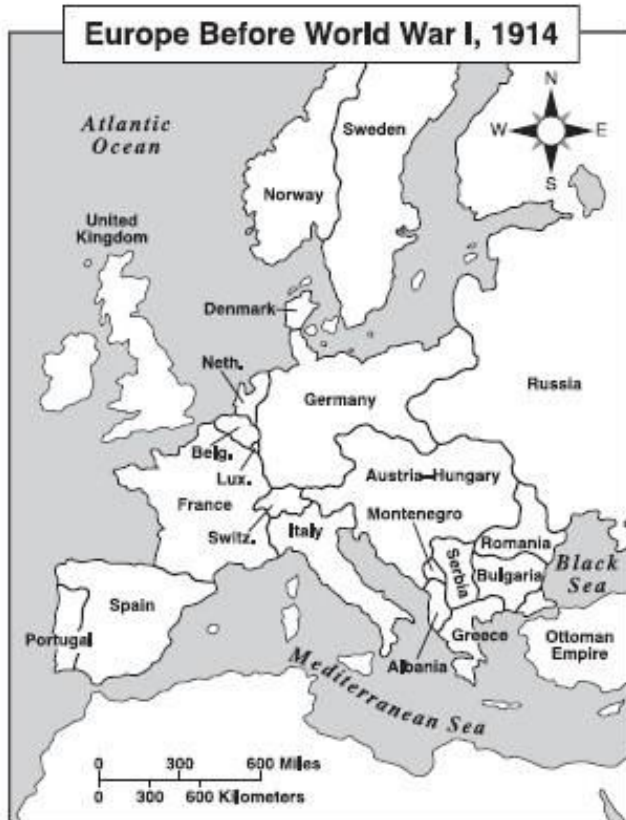 Europe Before World War I, 1914
N
W
E
S
Atlantic
Ocean
Sweden
Norway
United
Kingdom
Denmark
Neth.
Germany
Russia
Belg.
Lux.
Austria–Hungary
France
Switz.
Italy
Montenegro
Serbia
Romania
Bulgaria
Black
Sea
Spain
Portugal
Greece
Albania
Ottoman
Empire
Mediterranean Sea
0 300 600 Miles
0 300 600 Kilometers